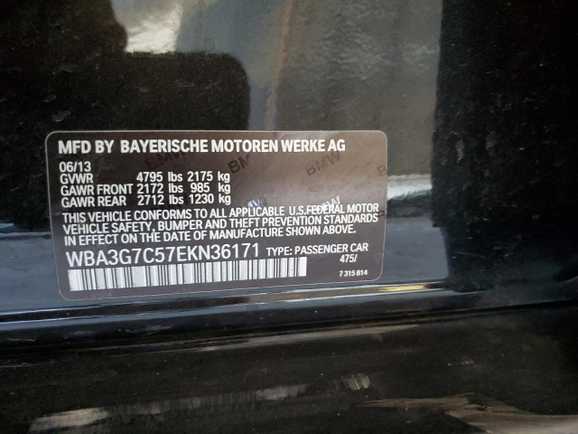 MFD BY BAYERISCHE MOTOREN WERKE AG
06/13
GVWR 4795 lbs 2175 kg
GAWR FRONT 2172 lbs 985 kg
GAWR REAR 2712 lbs 1230 kg
THIS VEHICLE CONFORMS TO ALL APPLICABLE U.S.FEDERAL MOTOR
VEHICLE SAFETY, BUMPER AND THEFT PREVENTION STANDARDS
IN EFFECT ON THE DATE OF MANUFACTURE SHOWN ABOVE.
WBA3G7C57EKN36171 TYPE: PASSENGER CAR
475/
7 315 814